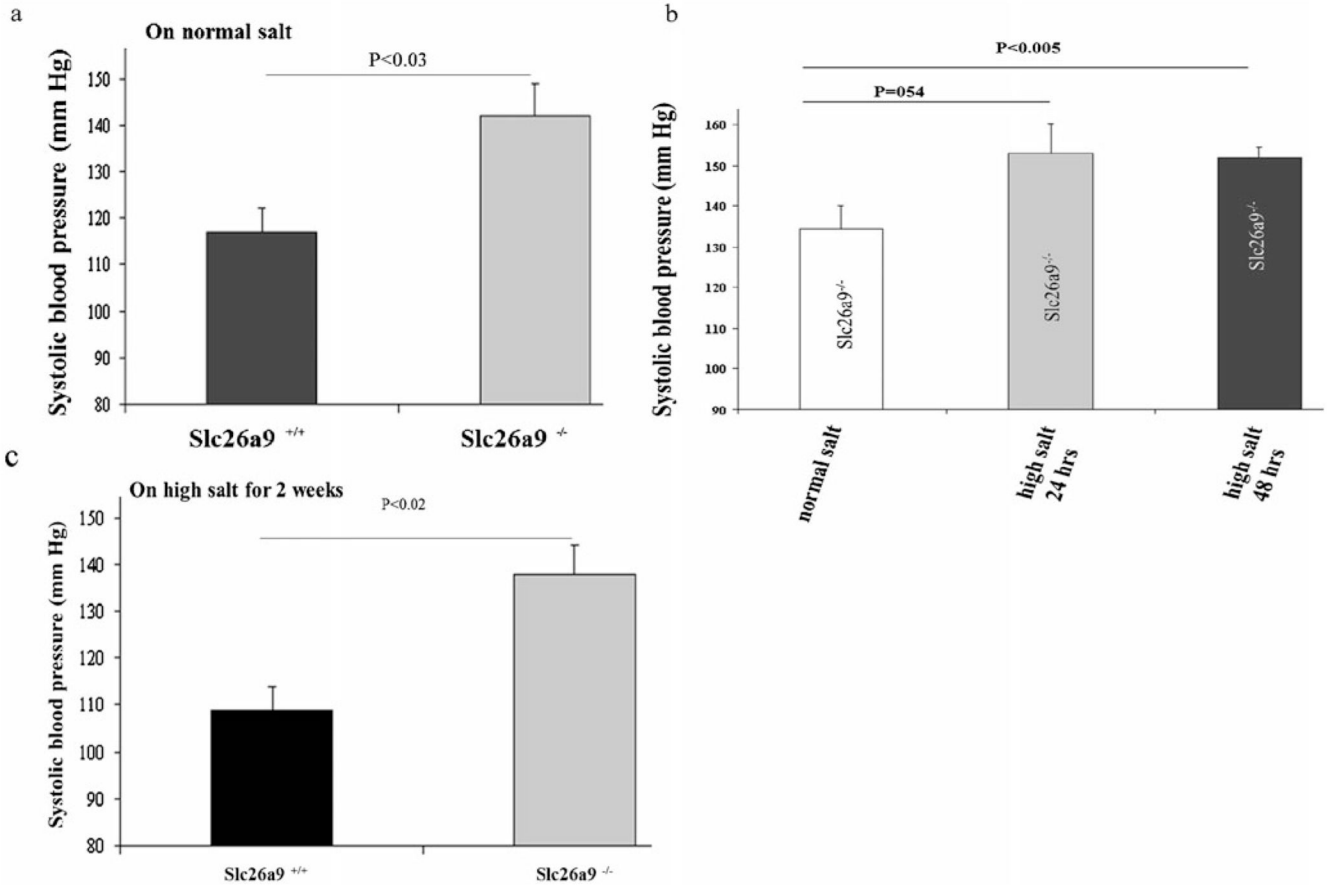 a
On normal salt
P<0.03
Systolic blood pressure (mm Hg)
150
140
130
120
110
100
90
80
Slc26a9 +/+
Slc26a9 -/-
b
P<0.005
P=054
Systolic blood pressure (mm Hg)
160
150
140
130
120
110
100
90
Slc26a9-/-
Slc26a9-/-
Slc26a9-/-
normal salt
high salt
24 hrs
high salt
48 hrs
c
On high salt for 2 weeks
P<0.02
Systolic blood pressure (mm Hg)
150
140
130
120
110
100
90
80
Slc26a9 +/+
Slc26a9 -/-